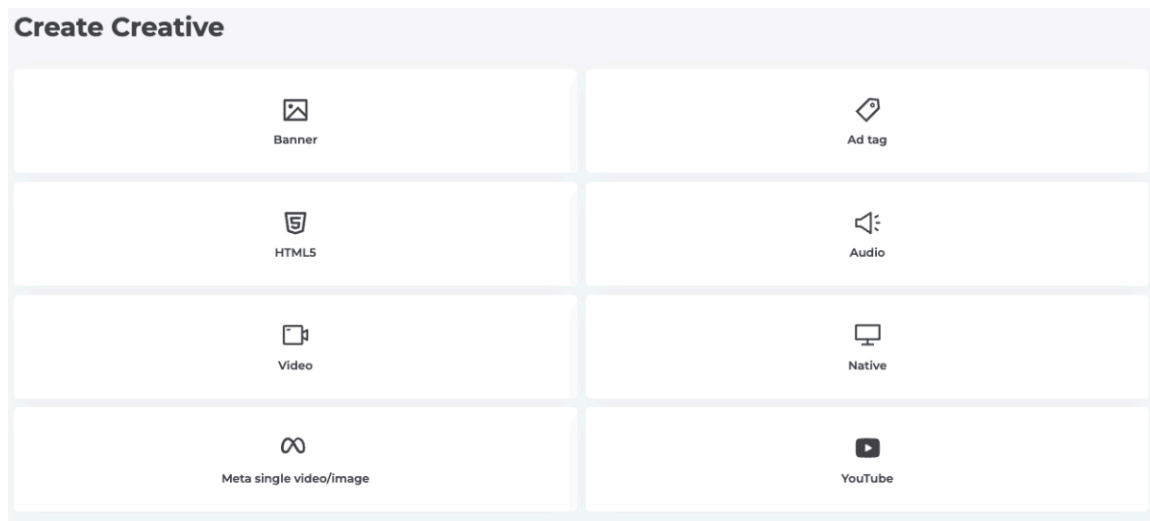 Create Creative
Banner
Ad tag
HTML5
Audio
Video
Native
Meta single video/image
YouTube